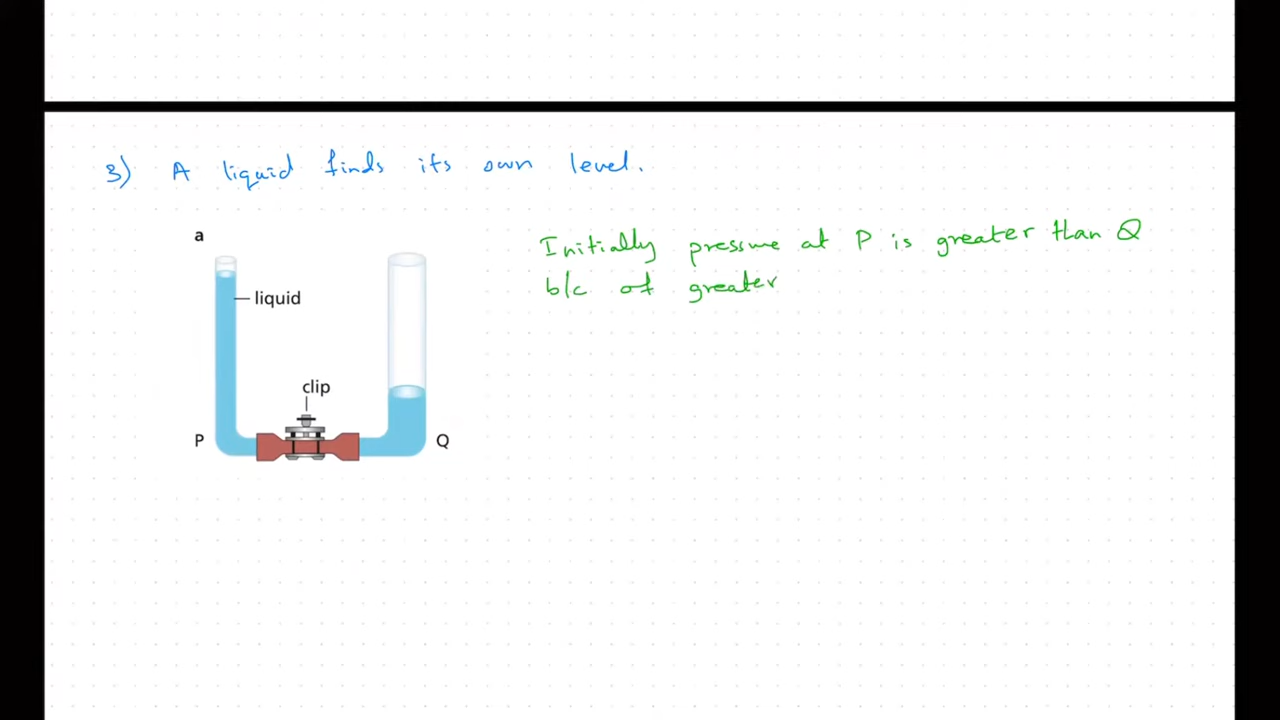 3) A liquid finds its own level.
a
liquid
clip
P
Q
Initially pressure at P is greater than Q
b/c of greater